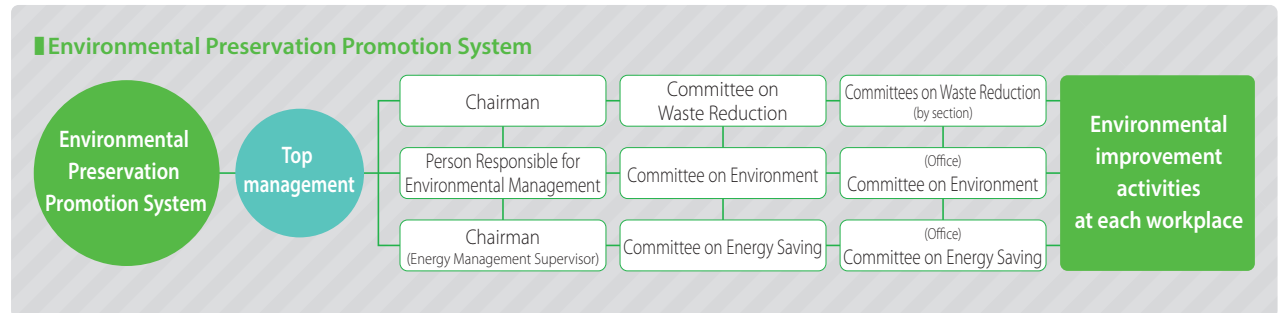 Environmental Preservation Promotion System
Environmental
Preservation
Promotion System
Top
management
Chairman
Committee on
Waste Reduction
Committees on Waste Reduction
(by section)
Person Responsible for
Environmental Management
Committee on Environment
(Office)
Committee on Environment
Chairman
(Energy Management Supervisor)
Committee on Energy Saving
(Office)
Committee on Energy Saving
Environmental
improvement
activities
at each workplace